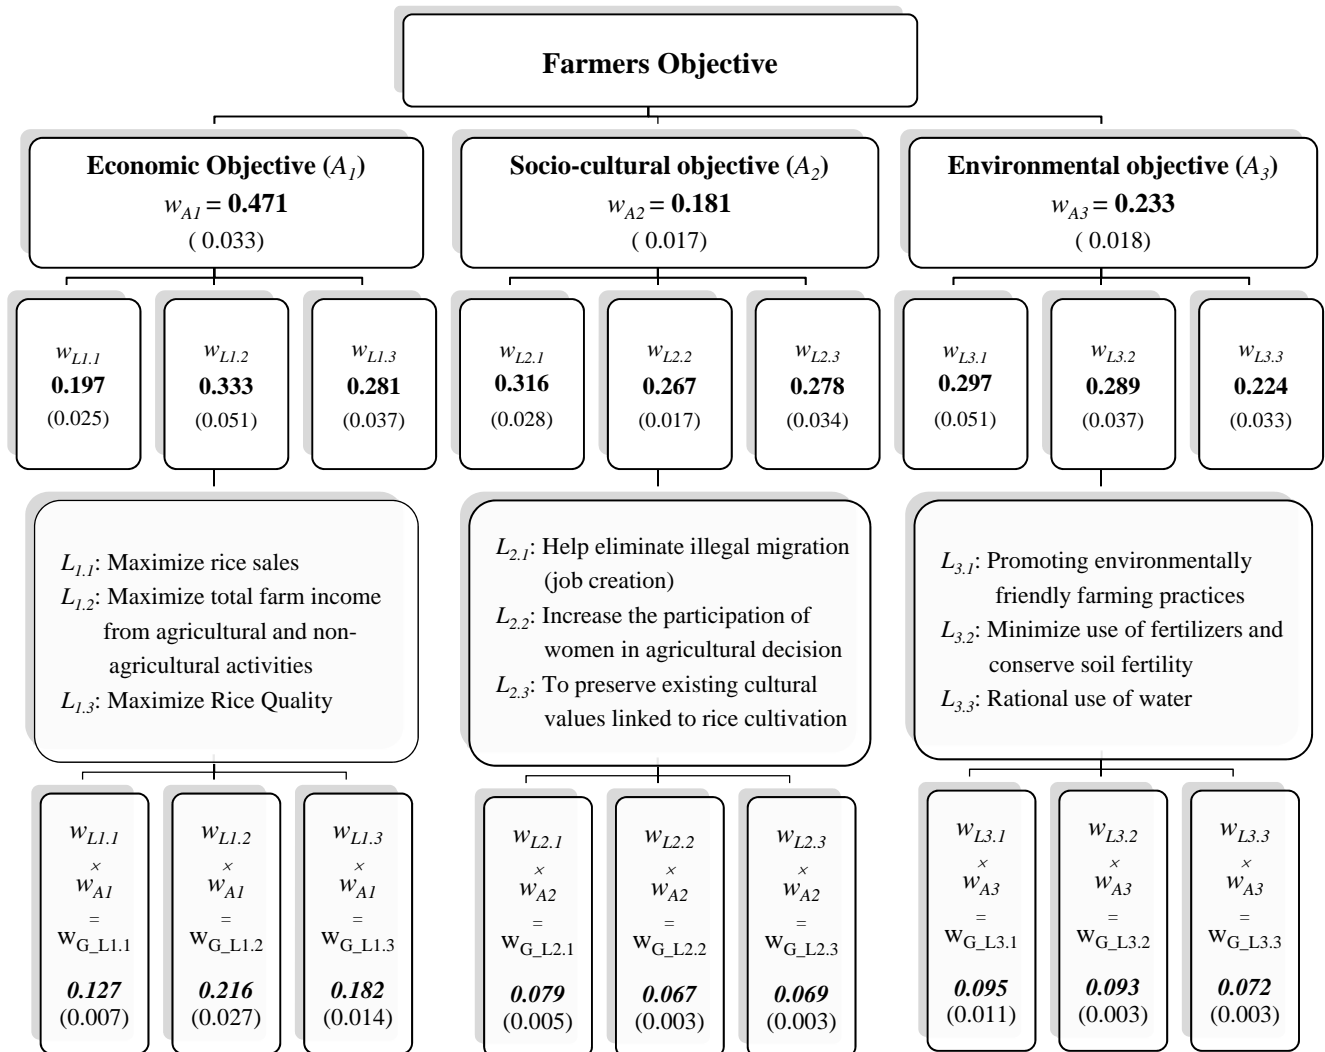 Farmers Objective
Economic Objective (A1)
wA1 = 0.471
( 0.033)
Socio-cultural objective (A2)
wA2 = 0.181
( 0.017)
Environmental objective (A3)
wA3 = 0.233
( 0.018)
wL1.1
0.197
(0.025)
wL1.2
0.333
(0.051)
wL1.3
0.281
(0.037)
wL2.1
0.316
(0.028)
wL2.2
0.267
(0.017)
wL2.3
0.278
(0.034)
wL3.1
0.297
(0.051)
wL3.2
0.289
(0.037)
wL3.3
0.224
(0.033)
L1.1: Maximize rice sales
L1.2: Maximize total farm income
from agricultural and non-
agricultural activities
L1.3: Maximize Rice Quality
L2.1: Help eliminate illegal migration
(job creation)
L2.2: Increase the participation of
women in agricultural decision
L2.3: To preserve existing cultural
values linked to rice cultivation
L3.1: Promoting environmentally
friendly farming practices
L3.2: Minimize use of fertilizers and
conserve soil fertility
L3.3: Rational use of water
wL1.1
×
wA1
=
wG_L1.1
0.127
(0.007)
wL1.2
×
wA1
=
wG_L1.2
0.216
(0.027)
wL1.3
×
wA1
=
wG_L1.3
0.182
(0.014)
wL2.1
×
wA2
=
wG_L2.1
0.079
(0.005)
wL2.2
×
wA2
=
wG_L2.2
0.067
(0.003)
wL2.3
×
wA2
=
wG_L2.3
0.069
(0.003)
wL3.1
×
wA3
=
wG_L3.1
0.095
(0.011)
wL3.2
×
wA3
=
wG_L3.2
0.093
(0.003)
wL3.3
×
wA3
=
wG_L3.3
0.072
(0.003)